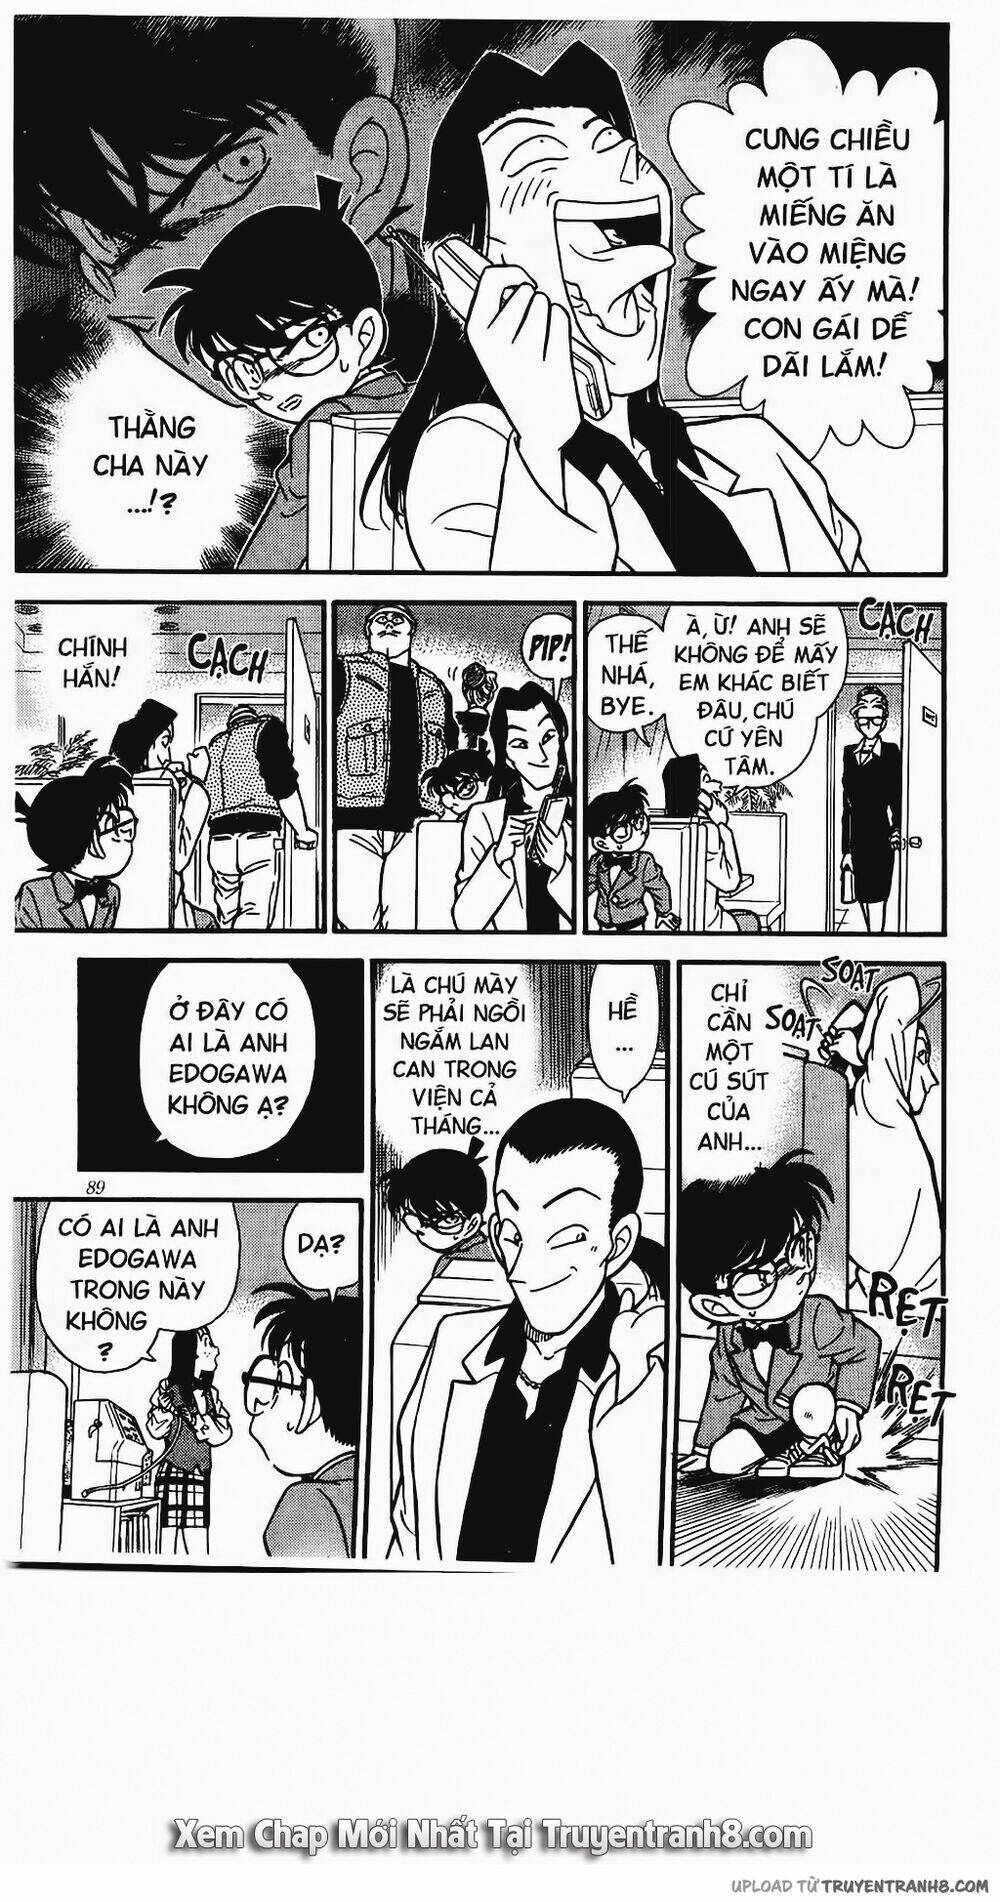 CƯNG CHIỀU
MỘT TÍ LÀ
MIẾNG ĂN
VÀO MIỆNG
NGAY ẤY MÀ!
CON GÁI DỄ
DÃI LẮM!
THẰNG
CHA NÀY
...!?
CẠCH
À, Ừ! ANH SẼ
KHÔNG ĐỂ MẤY
EM KHÁC BIẾT
ĐÂU, CHÚ
CỨ YÊN
TÂM.
THẾ
NHÁ,
BYE.
PIP!
CHÍNH
HẮN!
CẠCH
SOẠT
SOẠT
CHỈ
CẦN
MỘT
CÚ SÚT
CỦA
ANH...
RẸT
RẸT
HỀ
...
LÀ CHÚ MÀY
SẼ PHẢI NGỒI
NGẮM LAN
CAN TRONG
VIỆN CẢ
THÁNG...
Ở ĐÂY CÓ
AI LÀ ANH
EDOGAWA
KHÔNG Ạ?
89
DẠ?
CÓ AI LÀ ANH
EDOGAWA
TRONG NÀY
KHÔNG
?
Xem Chap Mới Nhất Tại Truyentranh8.com
UPLOAD TỪ TRUYENTRANH8.COM